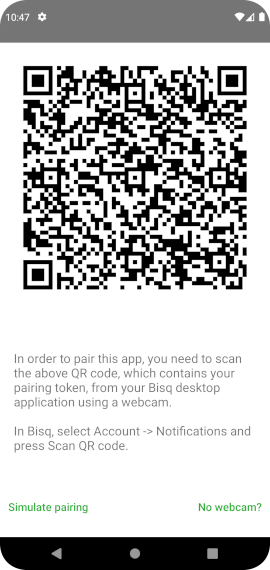 10:47
In order to pair this app, you need to scan
the above QR code, which contains your
pairing token, from your Bisq desktop
application using a webcam.
In Bisq, select Account -> Notifications and
press Scan QR code.
Simulate pairing
No webcam?